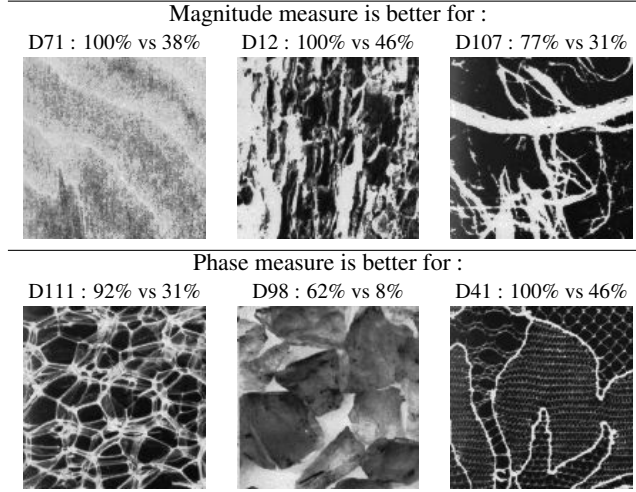 Magnitude measure is better for :
D71 : 100% vs 38% D12 : 100% vs 46% D107 : 77% vs 31%
Phase measure is better for :
D111 : 92% vs 31% D98 : 62% vs 8% D41 : 100% vs 46%